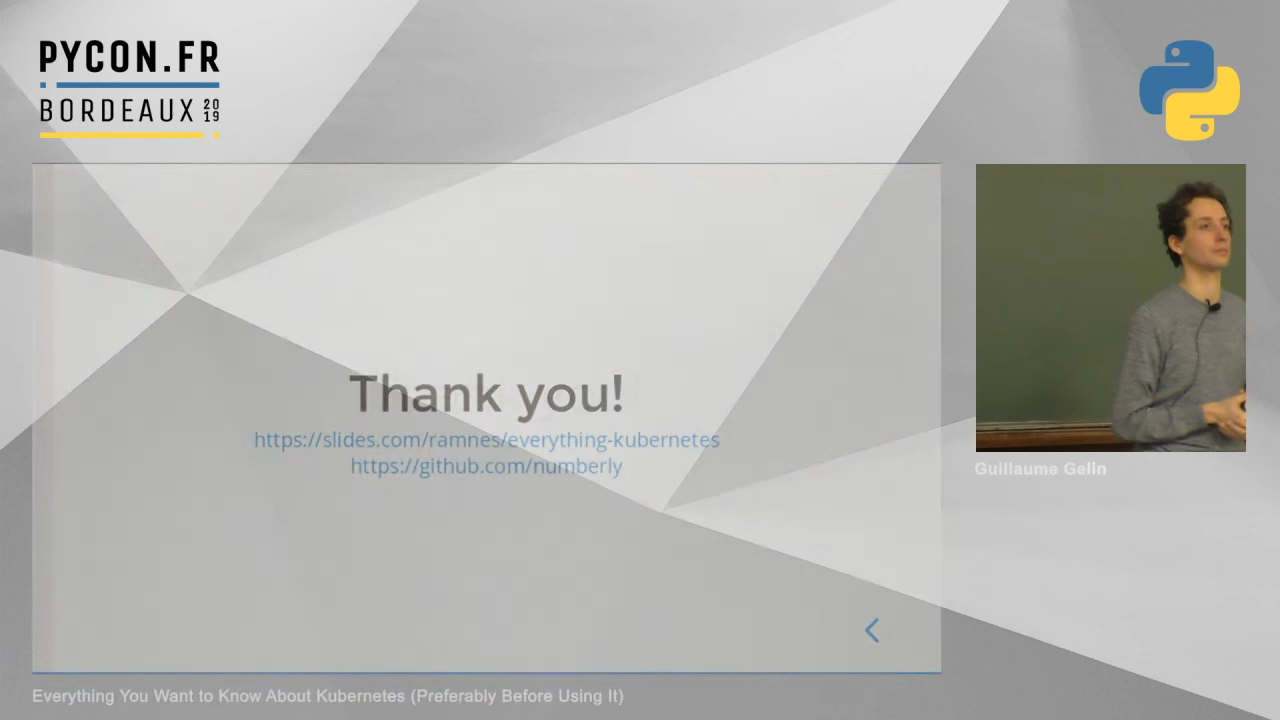 PYCON.FR
BORDEAUX 2019
Thank you!
https://slides.com/ramnes/everything-kubernetes
https://github.com/numberly
Guillaume Gelin
Everything You Want to Know About Kubernetes (Preferably Before Using It)